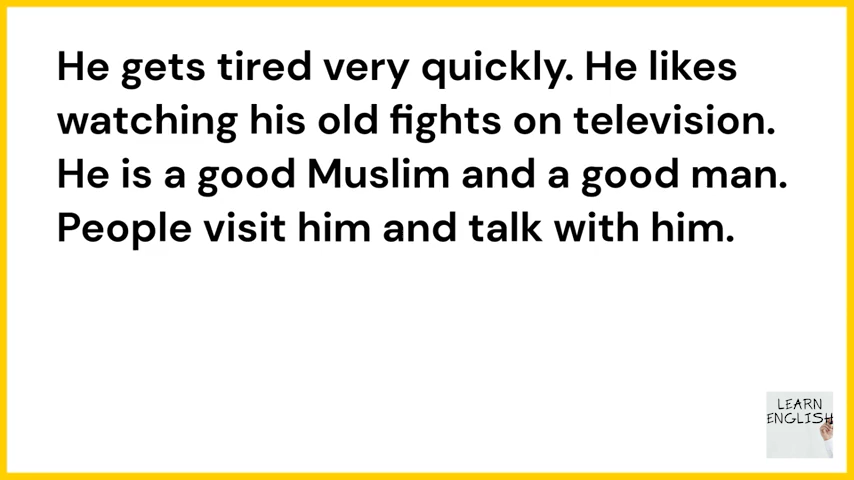 He gets tired very quickly. He likes
watching his old fights on television.
He is a good Muslim and a good man.
People visit him and talk with him.
LEARN
ENGLISH